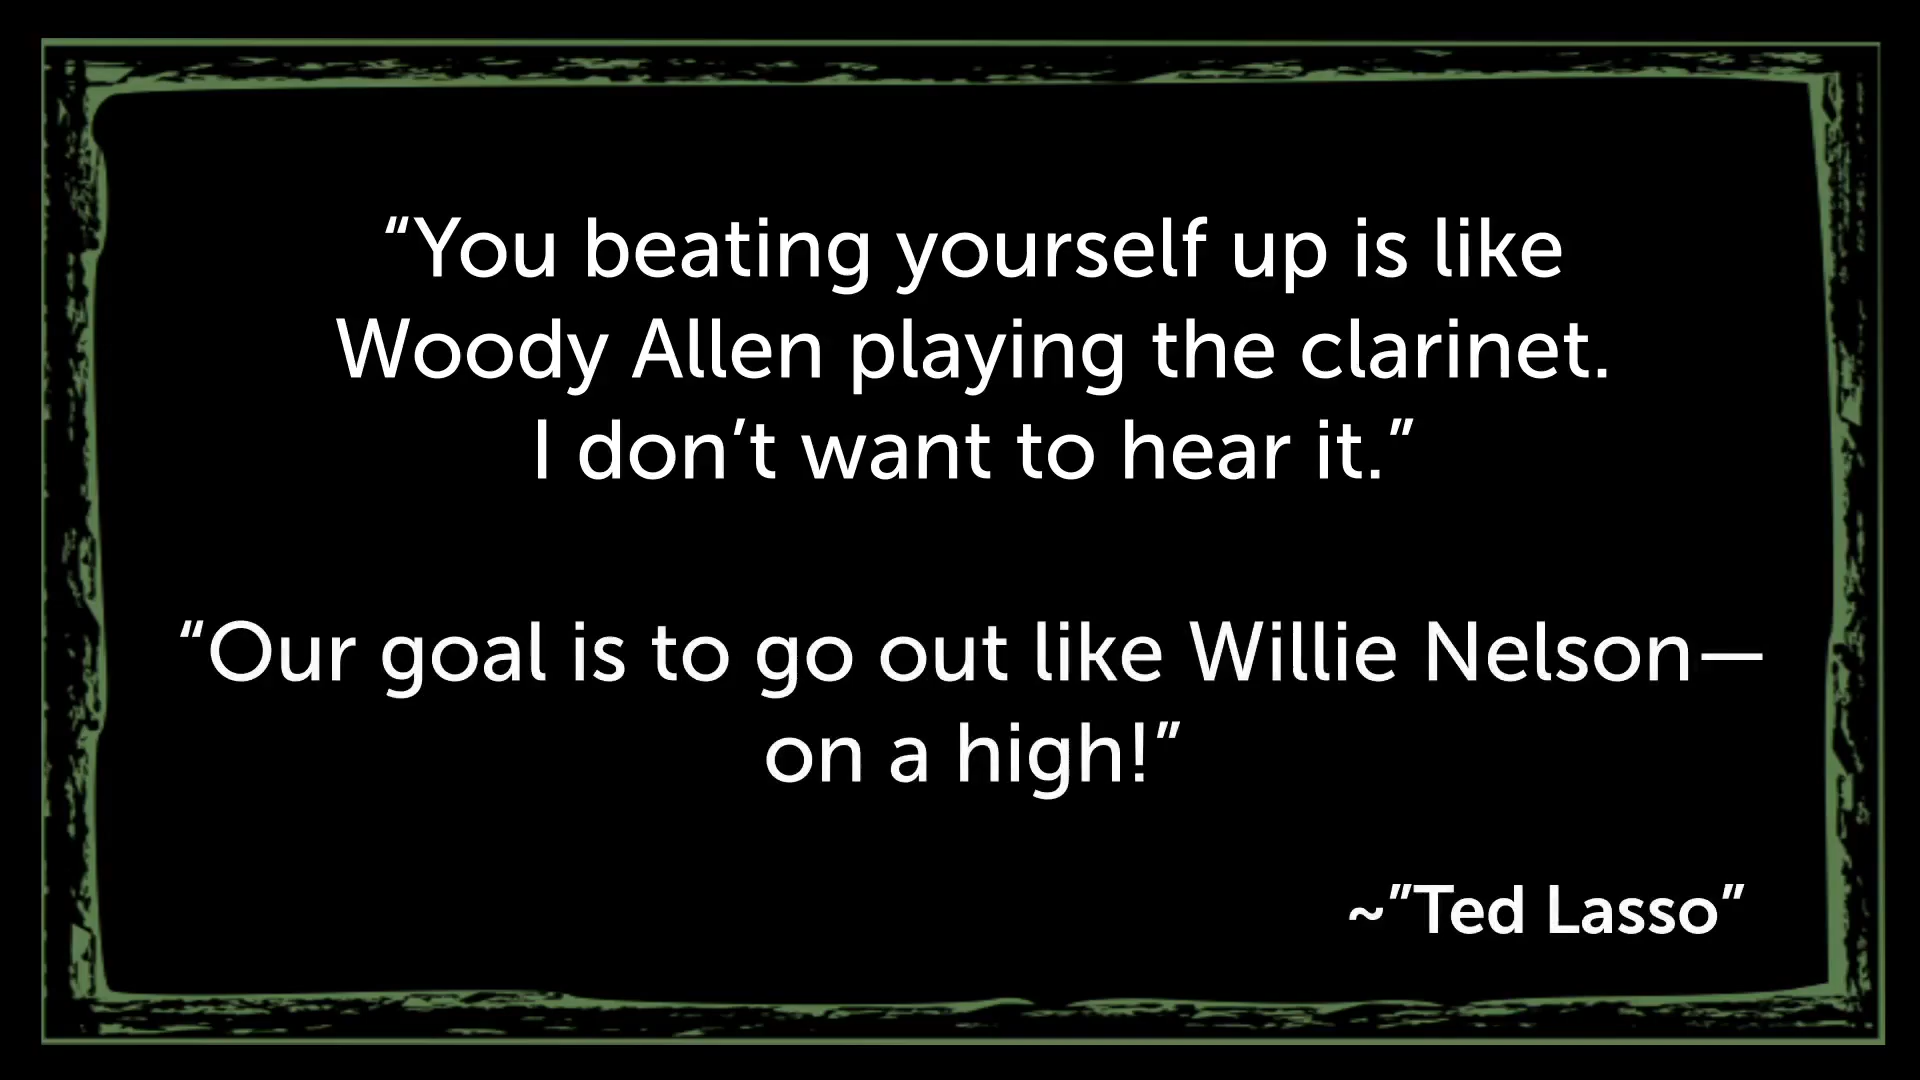 “You beating yourself up is like
Woody Allen playing the clarinet.
I don’t want to hear it.”
“Our goal is to go out like Willie Nelson—
on a high!”
~”Ted Lasso”